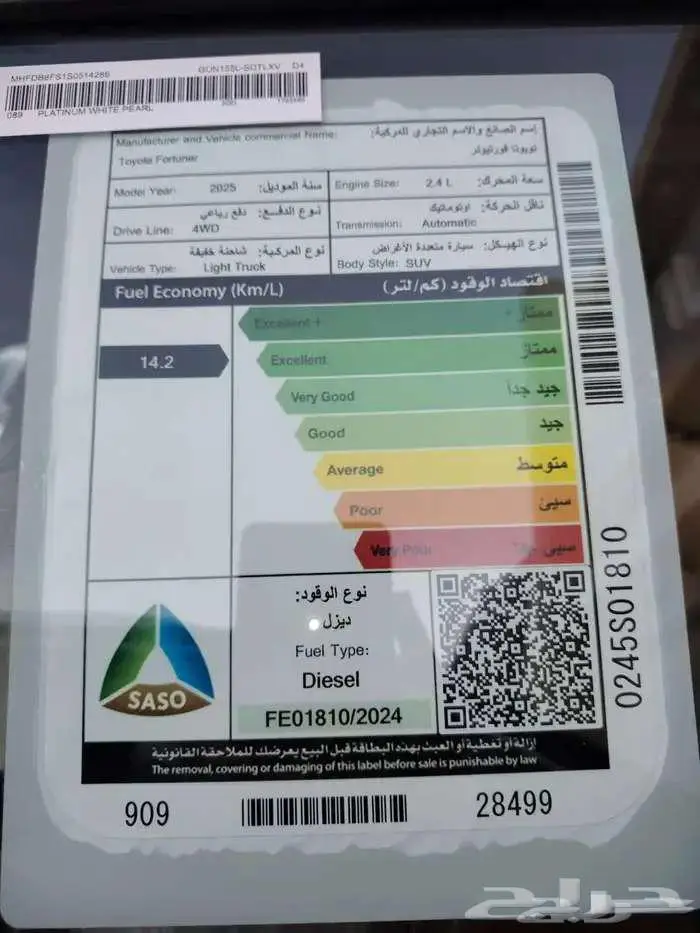 MHFDB8FS1S0514286 GUN155L-SDTLXV D4
089 PLATINUM WHITE PEARL
إسم الصانع والاسم التجاري للمركبة:
Manufacturer and Vehicle commercial Name:
تويوتا فورتيونر
Toyota Fortuner
Model Year: 2025 سنة الموديل:
Engine Size: 2.4 L سعة المحرك:
نوع الدفع: دفع رباعي
Drive Line: 4WD
ناقل الحركة: اوتوماتيك
Transmission: Automatic
نوع المركبة: شاحنة خفيفة
Vehicle Type: Light Truck
نوع الهيكل: سيارة متعددة الأغراض
Body Style: SUV
Fuel Economy (Km/L) اقتصاد الوقود (كم/لتر)
Excellent + ممتاز +
14.2
Excellent ممتاز
Very Good جيد جداً
Good جيد
Average متوسط
Poor سيئ
Very Poor سيئ جداً
نوع الوقود:
ديزل
Fuel Type:
Diesel
FE01810/2024
SASO
0245S01810
إزالة أو تغطية أو العبث بهذه البطاقة قبل البيع يعرضك للملاحقة القانونية
The removal, covering or damaging of this label before sale is punishable by law
909 28499
حراج